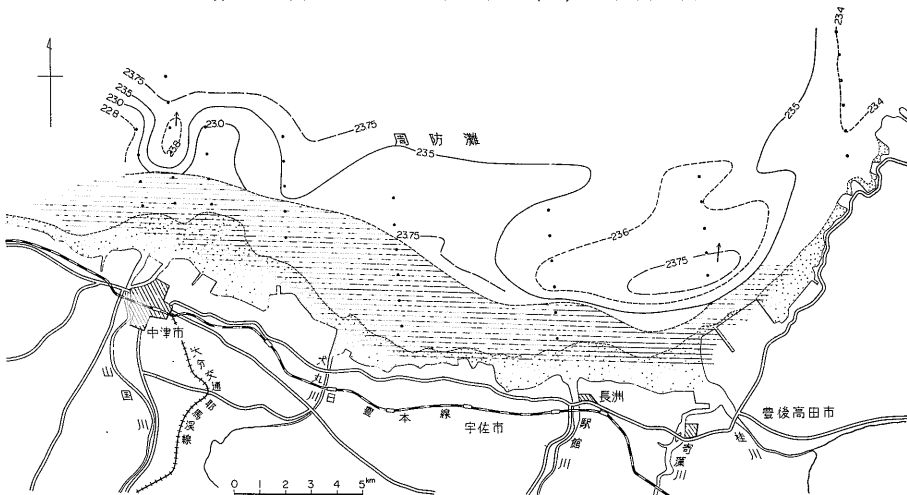 23.4
23.75
23.5
23.0
22.8
23.8
23.0
23.75
周防灘
23.5
23.5
23.4
23.6
23.75
23.75
中津市
山国川
大分交通耶馬溪線
犬丸川
日豊本線
宇佐市
長洲
駅館川
寄藻川
桂川
豊後高田市
0 1 2 3 4 5km